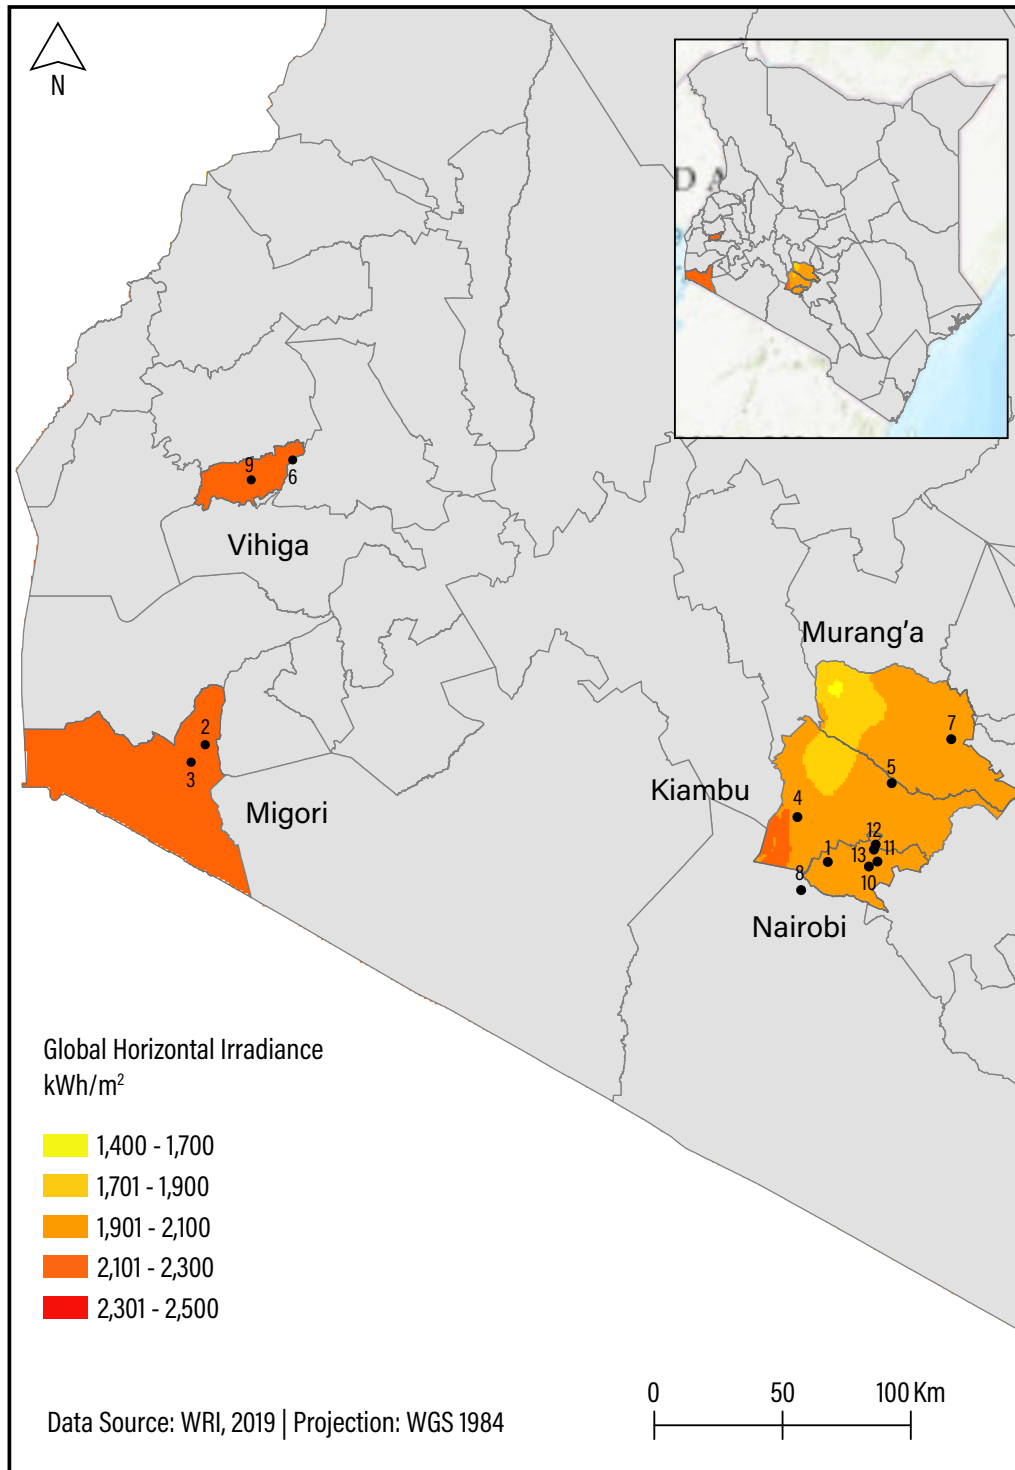 N
D A
9
6
Vihiga
Murang'a
2
3
7
5
Kiambu
4
Migori
12
1
13
11
8
10
Nairobi
Global Horizontal Irradiance
kWh/m²
1,400 - 1,700
1,701 - 1,900
1,901 - 2,100
2,101 - 2,300
2,301 - 2,500
0 50 100 Km
Data Source: WRI, 2019 | Projection: WGS 1984